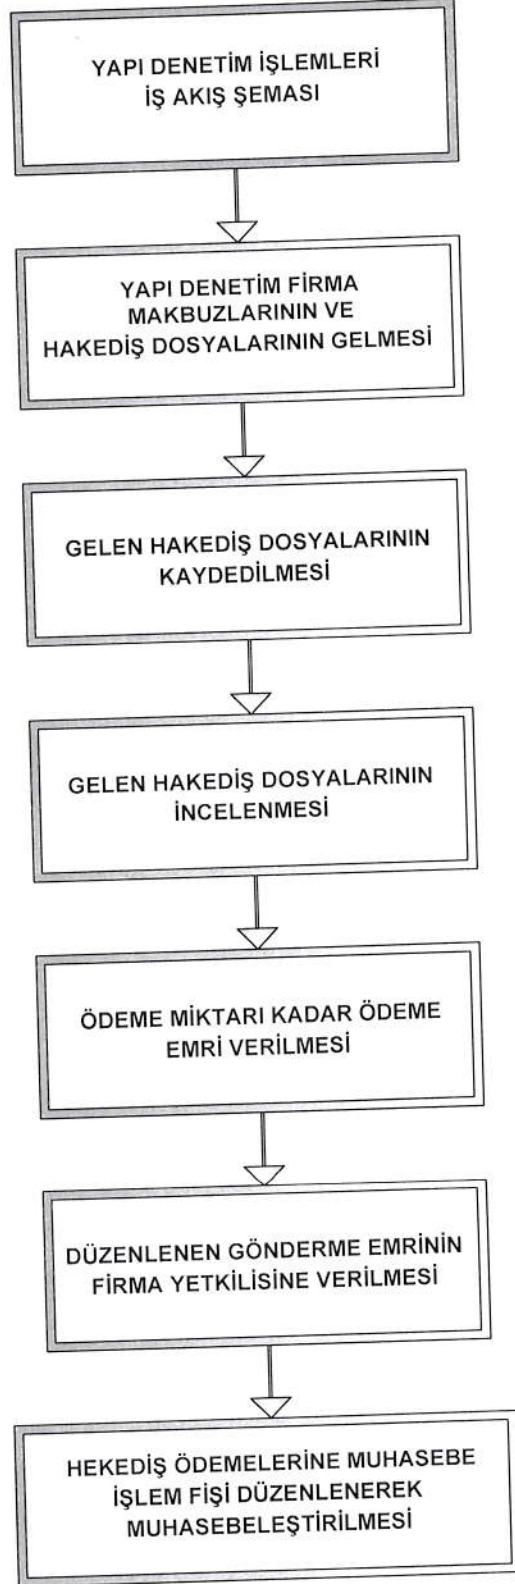 YAPI DENETİM İŞLEMLERİ
İŞ AKIŞ ŞEMASI
YAPI DENETİM FİRMA
MAKBUZLARININ VE
HAKEDİŞ DOSYALARININ GELMESİ
GELEN HAKEDİŞ DOSYALARININ
KAYDEDİLMESİ
GELEN HAKEDİŞ DOSYALARININ
İNCELENMESİ
ÖDEME MİKTARI KADAR ÖDEME
EMRİ VERİLMESİ
DÜZENLENEN GÖNDERME EMRİNİN
FİRMA YETKİLİSİNE VERİLMESİ
HEKEDİŞ ÖDEMELERİNE MUHASEBE
İŞLEM FİŞİ DÜZENLENEREK
MUHASEBELEŞTİRİLMESİ